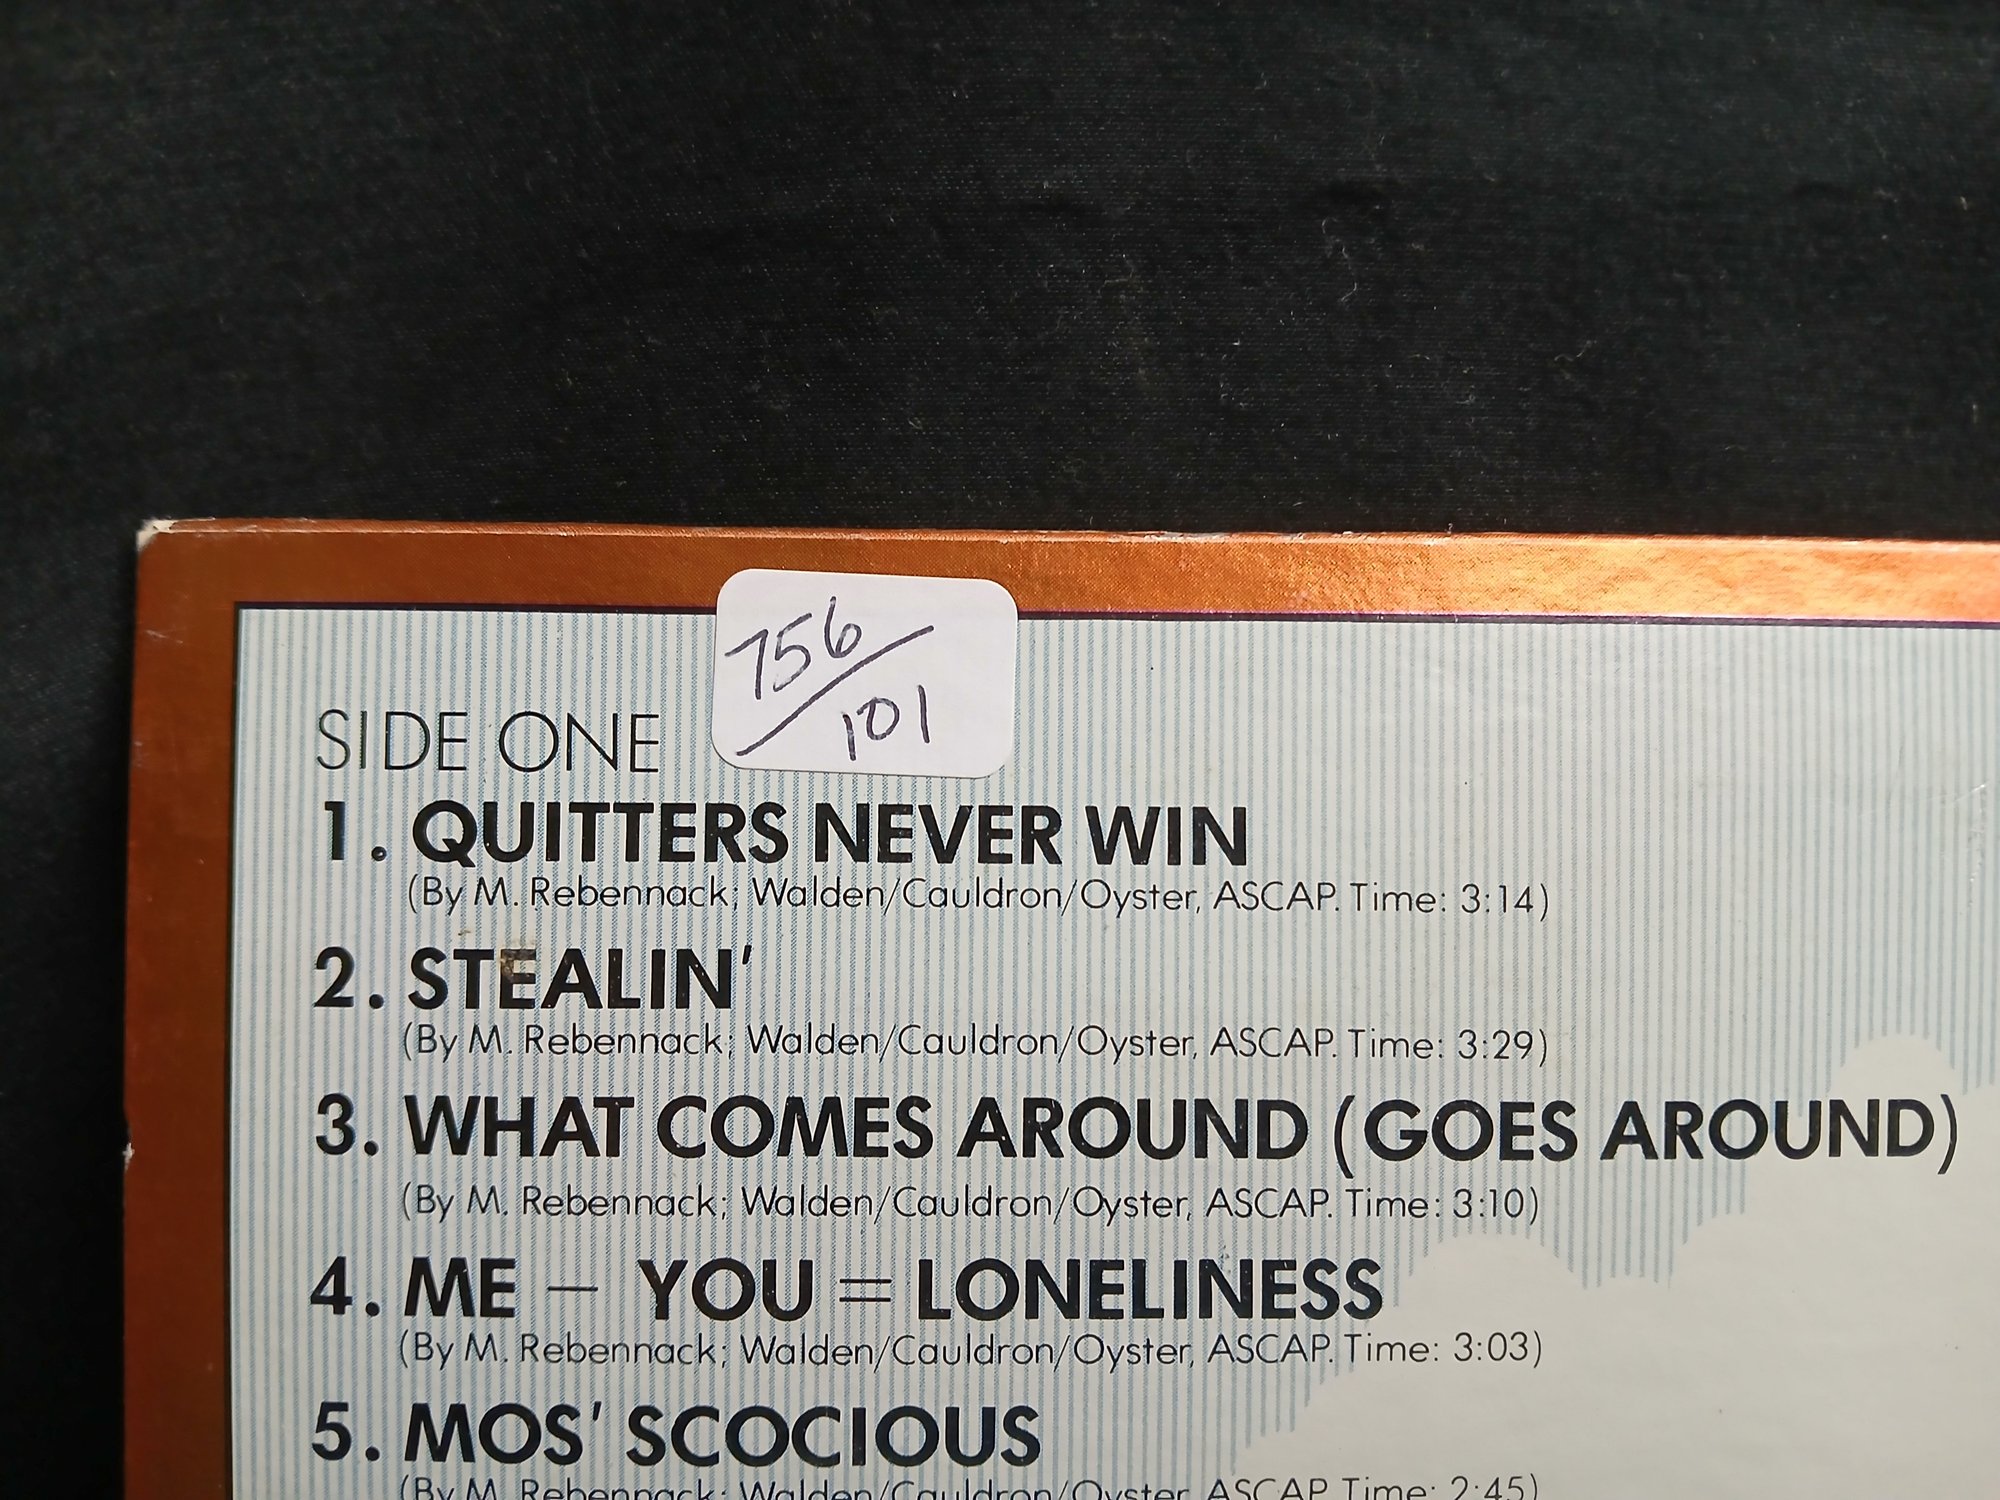 756/101
SIDE ONE
1. QUITTERS NEVER WIN
(By M. Rebennack; Walden/Cauldron/Oyster, ASCAP. Time: 3:14)
2. STEALIN'
(By M. Rebennack; Walden/Cauldron/Oyster, ASCAP. Time: 3:29)
3. WHAT COMES AROUND (GOES AROUND)
(By M. Rebennack; Walden/Cauldron/Oyster, ASCAP. Time: 3:10)
4. ME — YOU = LONELINESS
(By M. Rebennack; Walden/Cauldron/Oyster, ASCAP. Time: 3:03)
5. MOS' SCOCIOUS
(By M. Rebennack; Walden/Cauldron/Oyster, ASCAP. Time: 2:45)